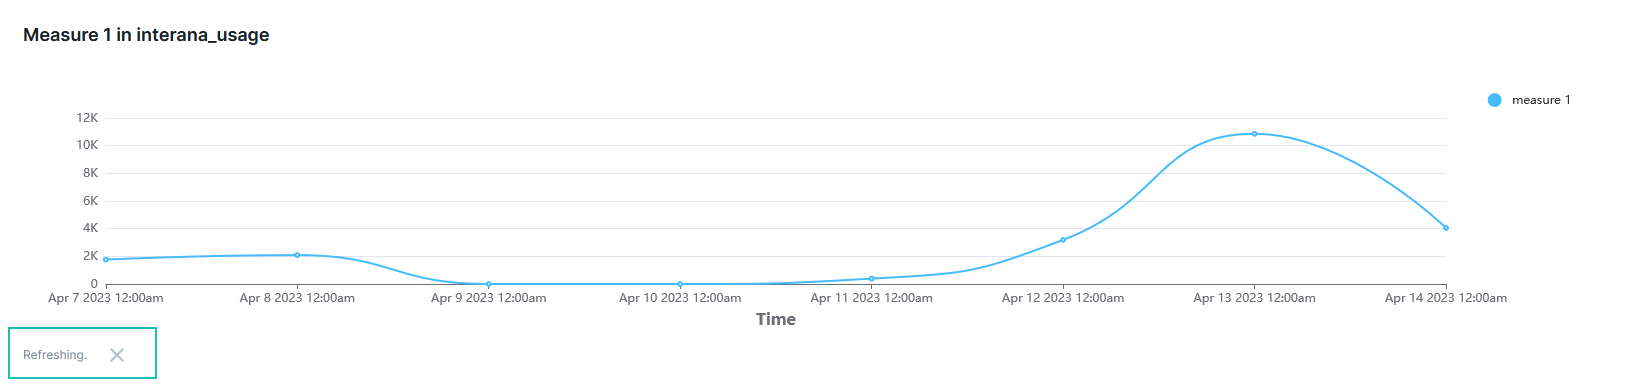 Measure 1 in interana_usage
measure 1
12K
10K
8K
6K
4K
2K
0
Apr 7 2023 12:00am Apr 8 2023 12:00am Apr 9 2023 12:00am Apr 10 2023 12:00am Apr 11 2023 12:00am Apr 12 2023 12:00am Apr 13 2023 12:00am Apr 14 2023 12:00am
Time
Refreshing.